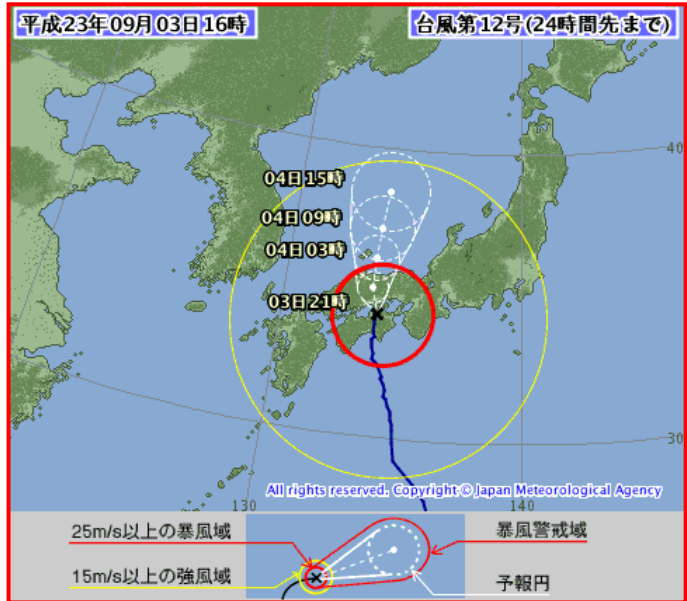 平成23年09月03日16時
台風第12号(24時間先まで)
40
04日15時
04日09時
04日03時
03日21時
30
All rights reserved. Copyright © Japan Meteorological Agency
130
140
25m/s以上の暴風域
暴風警戒域
15m/s以上の強風域
予報円